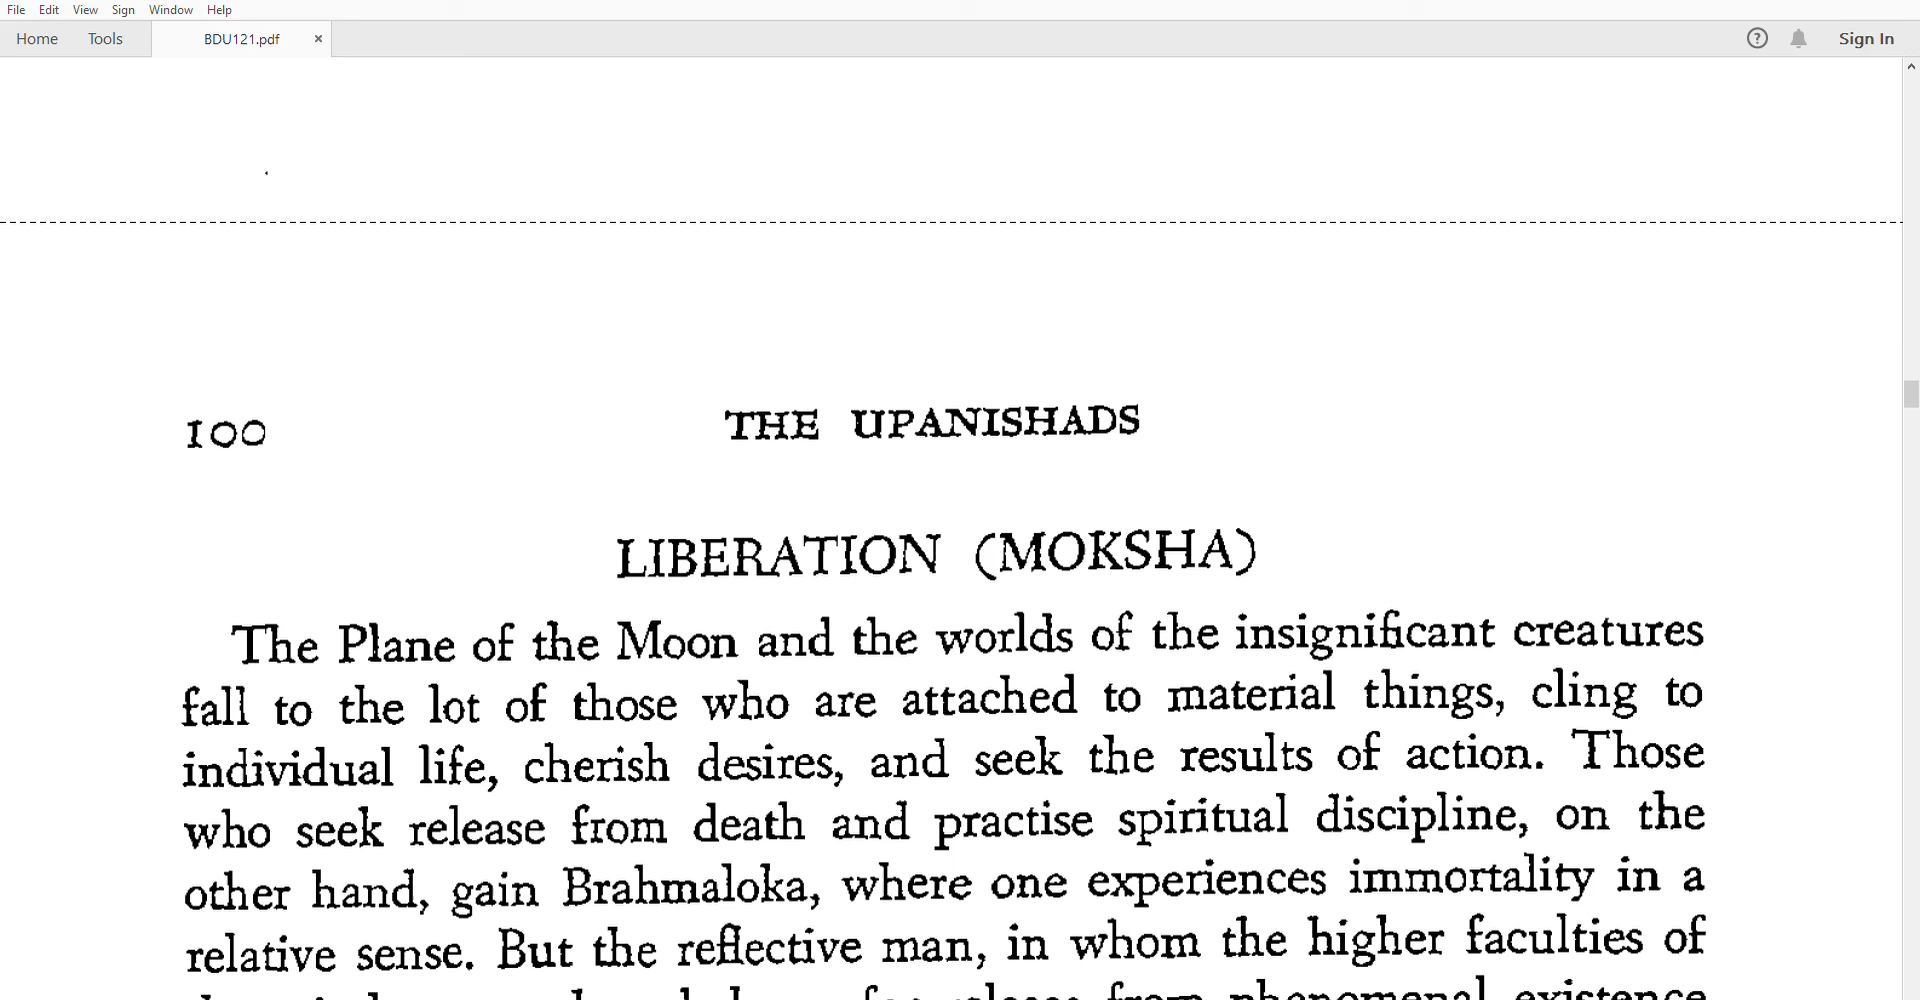 File Edit View Sign Window Help
Home Tools BDU121.pdf × ? Sign In
100 THE UPANISHADS
LIBERATION (MOKSHA)
The Plane of the Moon and the worlds of the insignificant creatures
fall to the lot of those who are attached to material things, cling to
individual life, cherish desires, and seek the results of action. Those
who seek release from death and practise spiritual discipline, on the
other hand, gain Brahmaloka, where one experiences immortality in a
relative sense. But the reflective man, in whom the higher faculties of
release from phenomenal existence